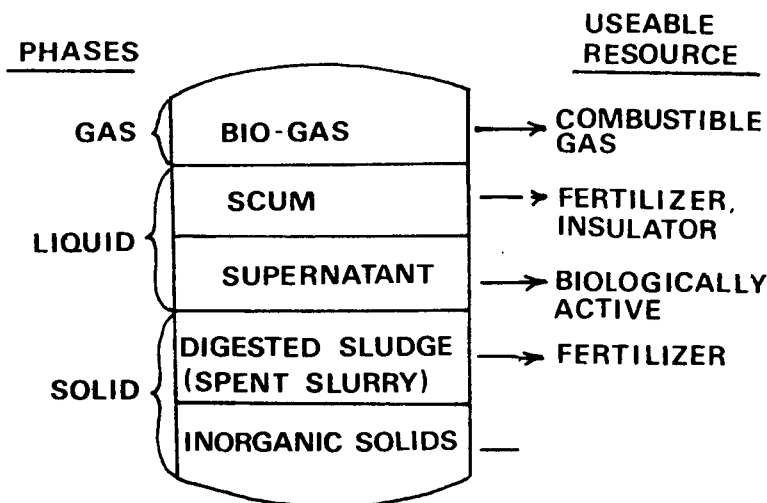 PHASES
USEABLE
RESOURCE
GAS
BIO-GAS
COMBUSTIBLE
GAS
LIQUID
SCUM
FERTILIZER,
INSULATOR
SUPERNATANT
BIOLOGICALLY
ACTIVE
SOLID
DIGESTED SLUDGE
(SPENT SLURRY)
FERTILIZER
INORGANIC SOLIDS